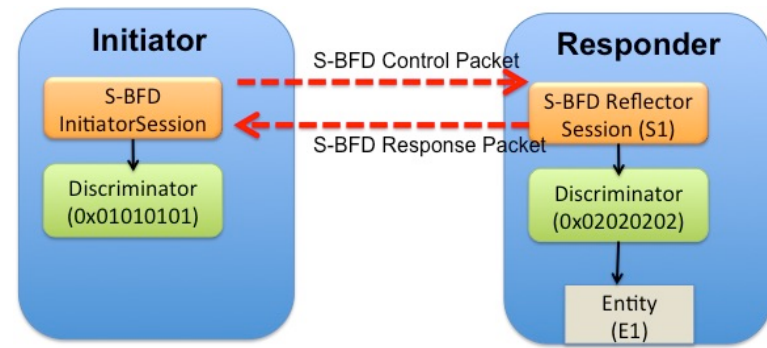 Initiator
S-BFD
InitiatorSession
Discriminator
(0x01010101)
S-BFD Control Packet
S-BFD Response Packet
Responder
S-BFD Reflector
Session (S1)
Discriminator
(0x02020202)
Entity
(E1)